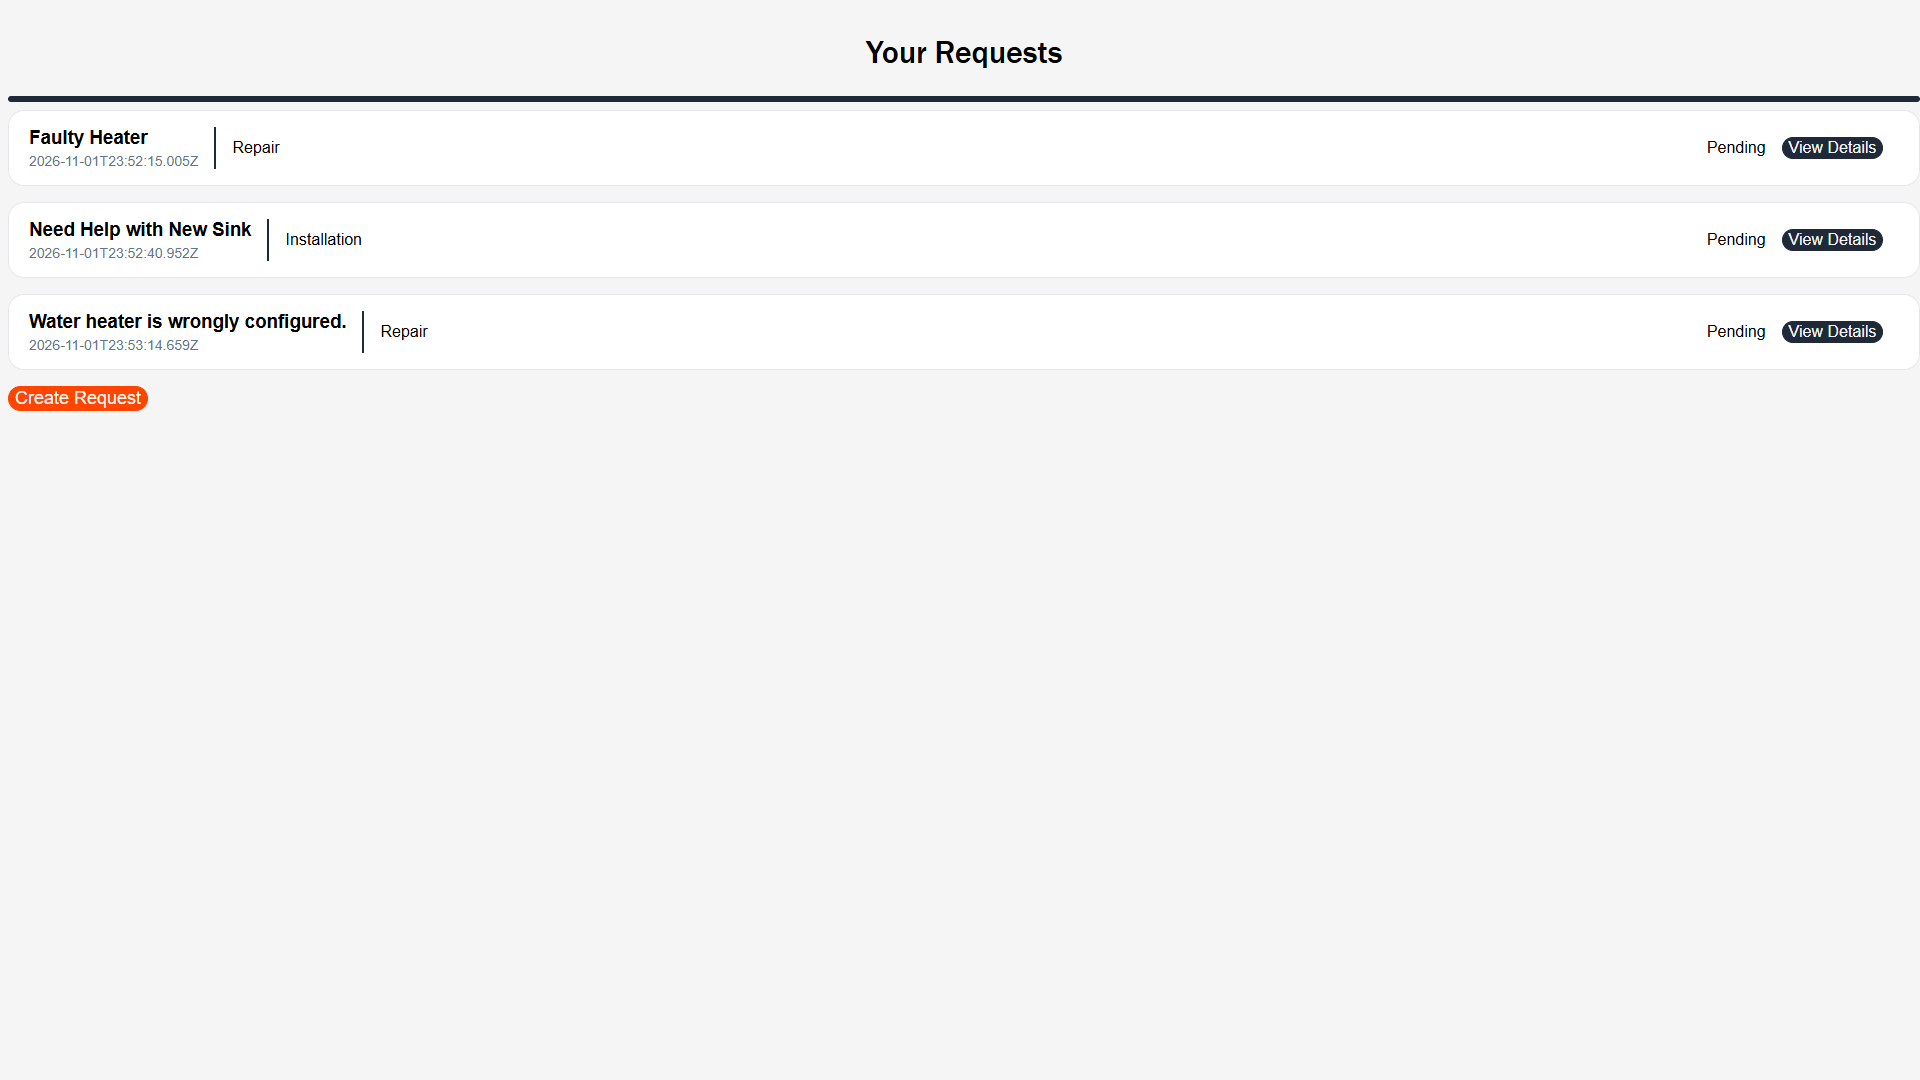 Your Requests
Faulty Heater
2026-11-01T23:52:15.005Z
Repair
Pending
View Details
Need Help with New Sink
2026-11-01T23:52:40.952Z
Installation
Pending
View Details
Water heater is wrongly configured.
2026-11-01T23:53:14.659Z
Repair
Pending
View Details
Create Request